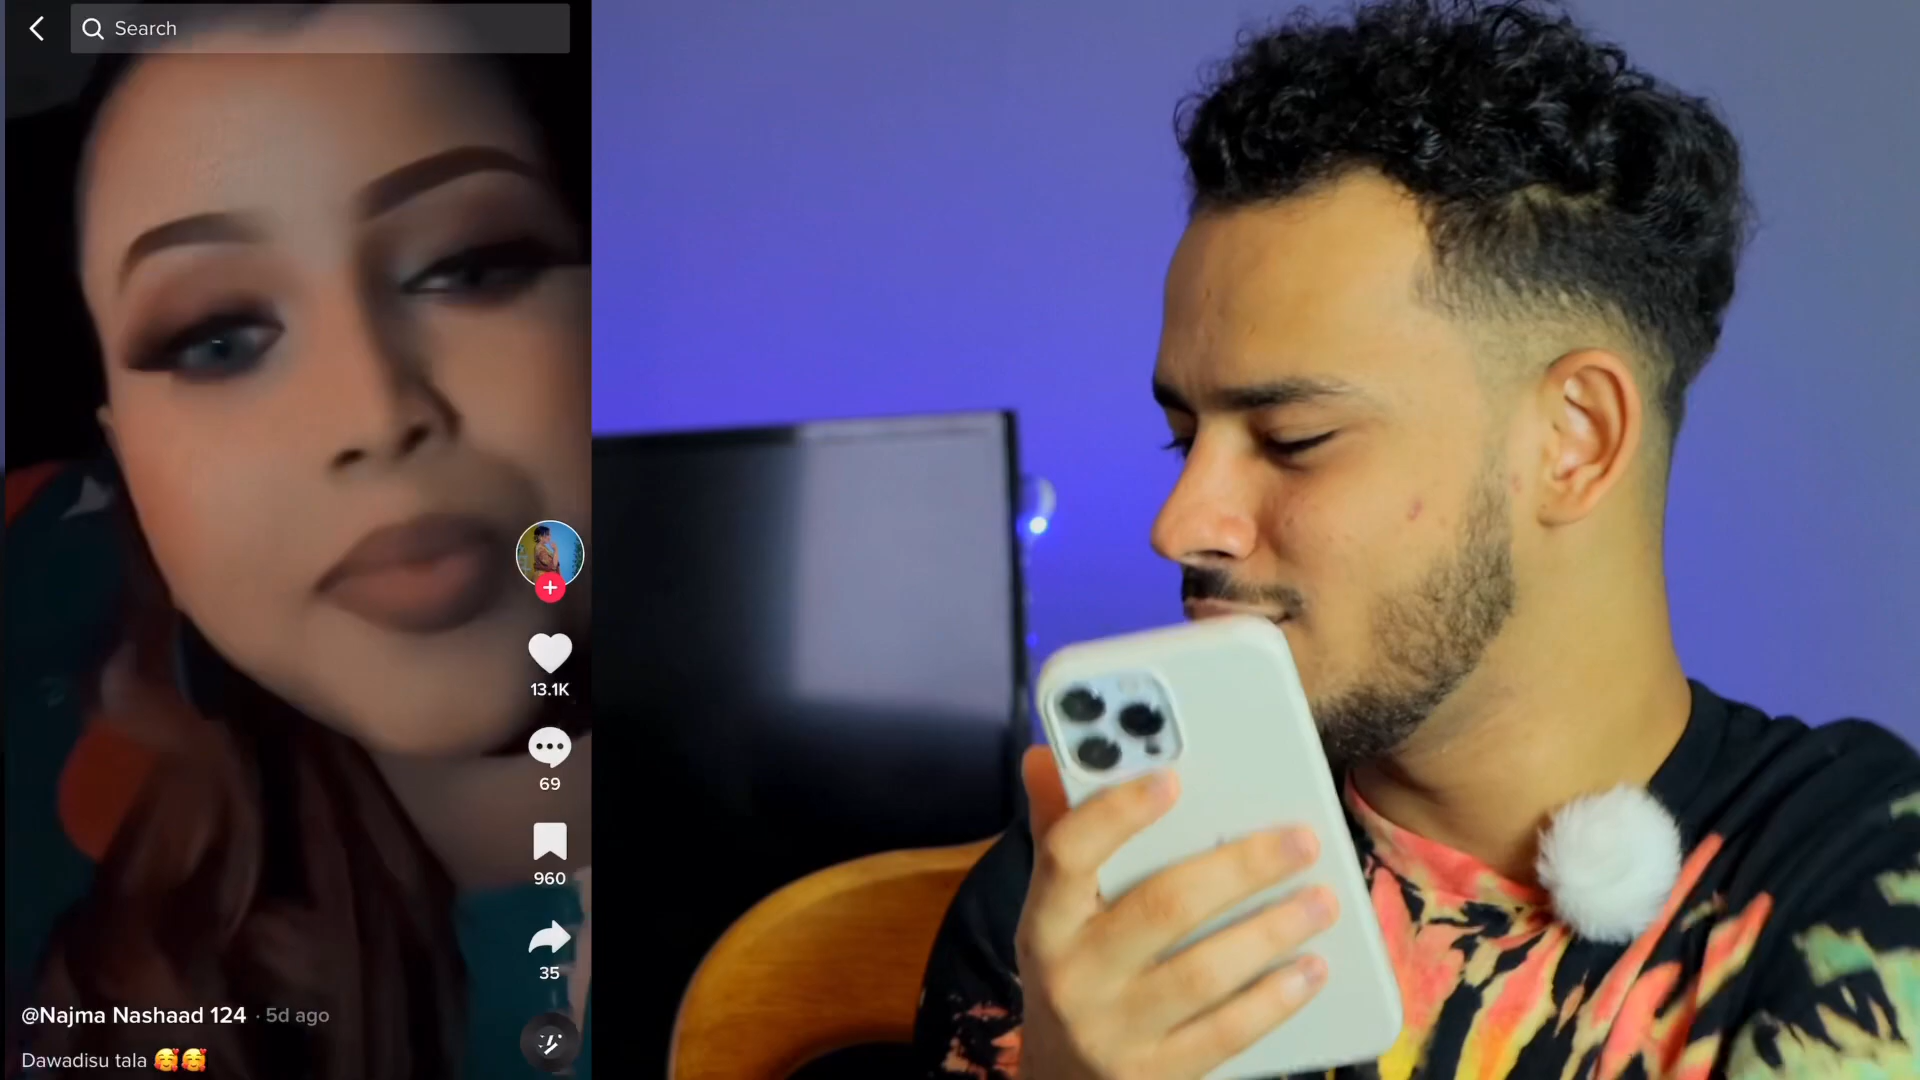 Search
13.1K
69
960
35
@Najma Nashaad 124 · 5d ago
Dawadisu tala 🥰🥰